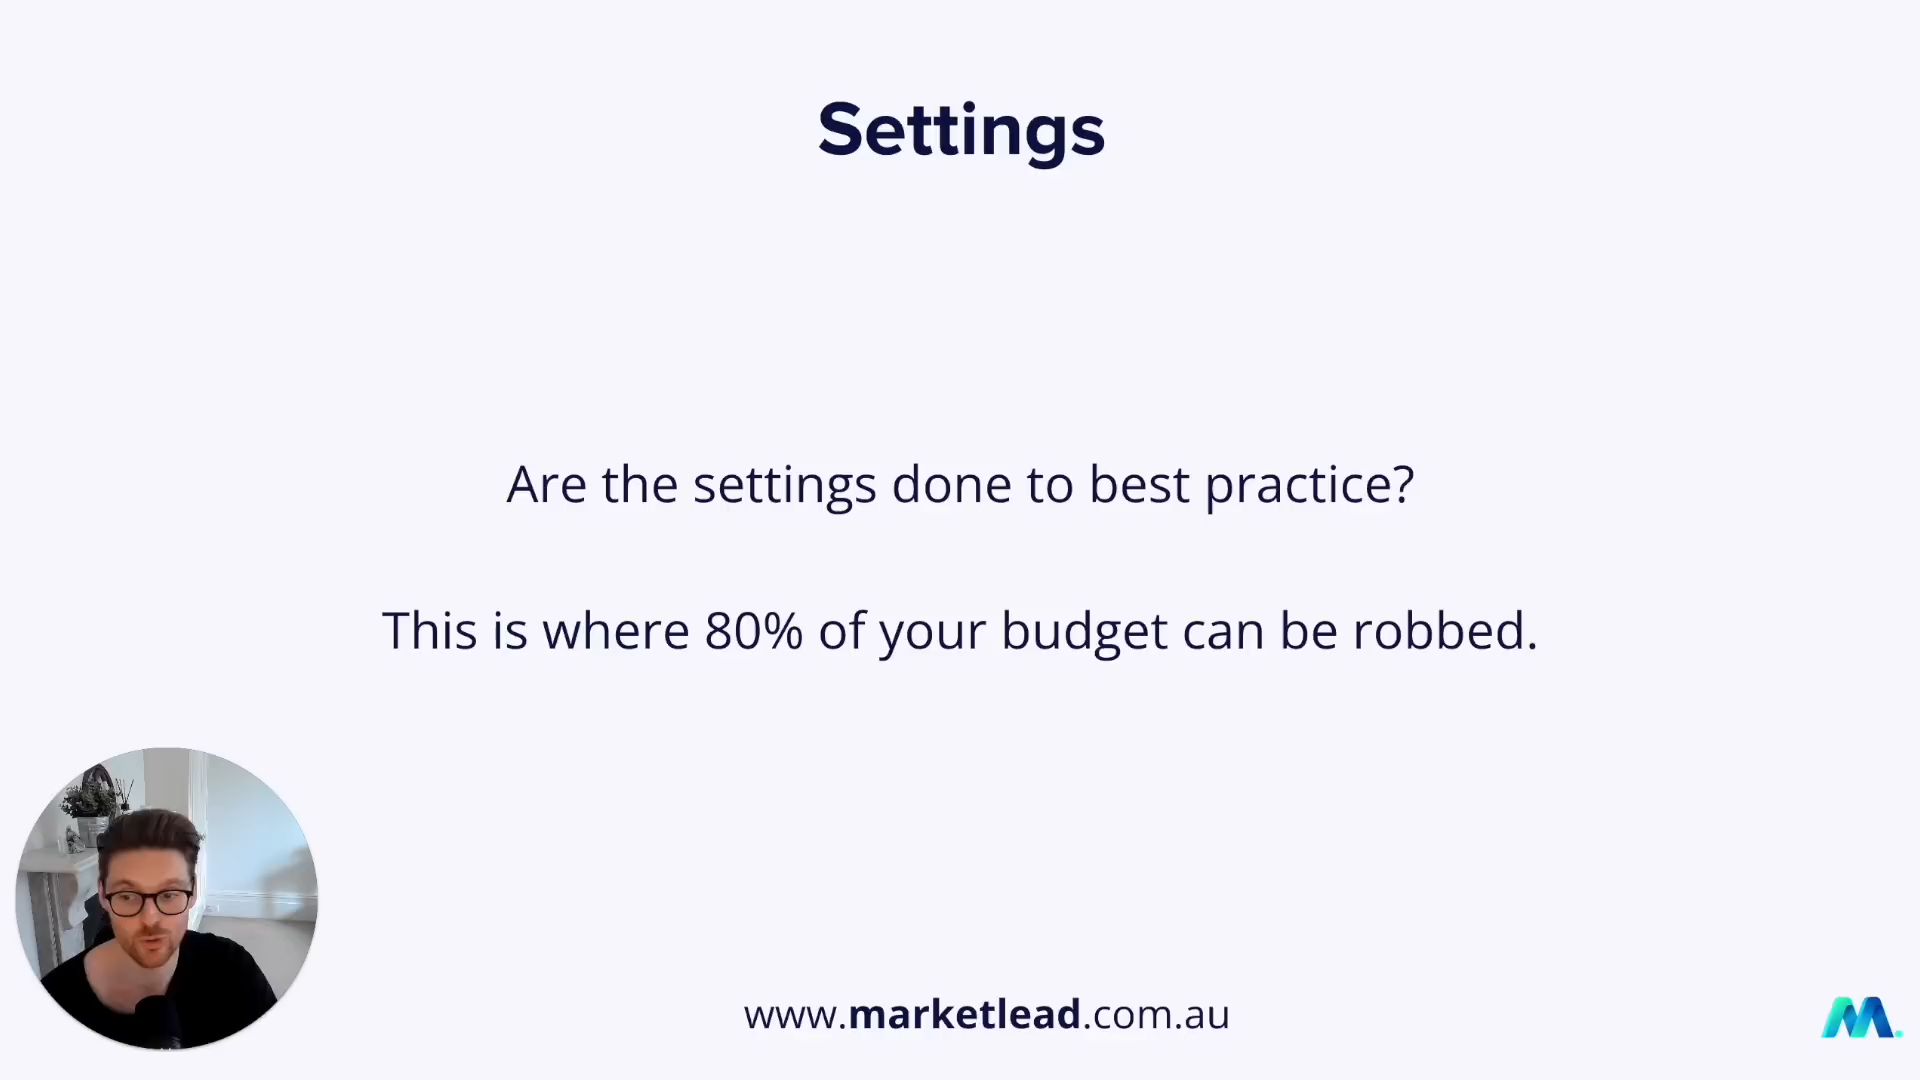 Settings
Are the settings done to best practice?
This is where 80% of your budget can be robbed.
www.marketlead.com.au
M.